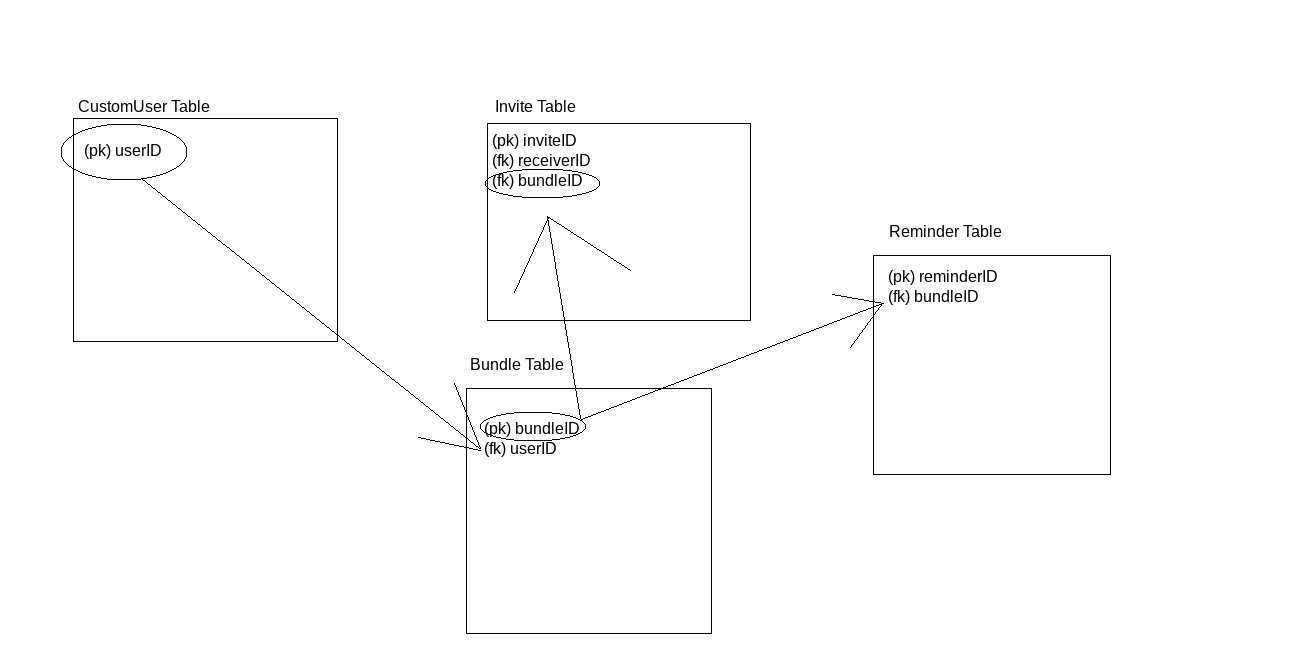 CustomUser Table
(pk) userID
Invite Table
(pk) inviteID
(fk) receiverID
(fk) bundleID
Reminder Table
(pk) reminderID
(fk) bundleID
Bundle Table
(pk) bundleID
(fk) userID